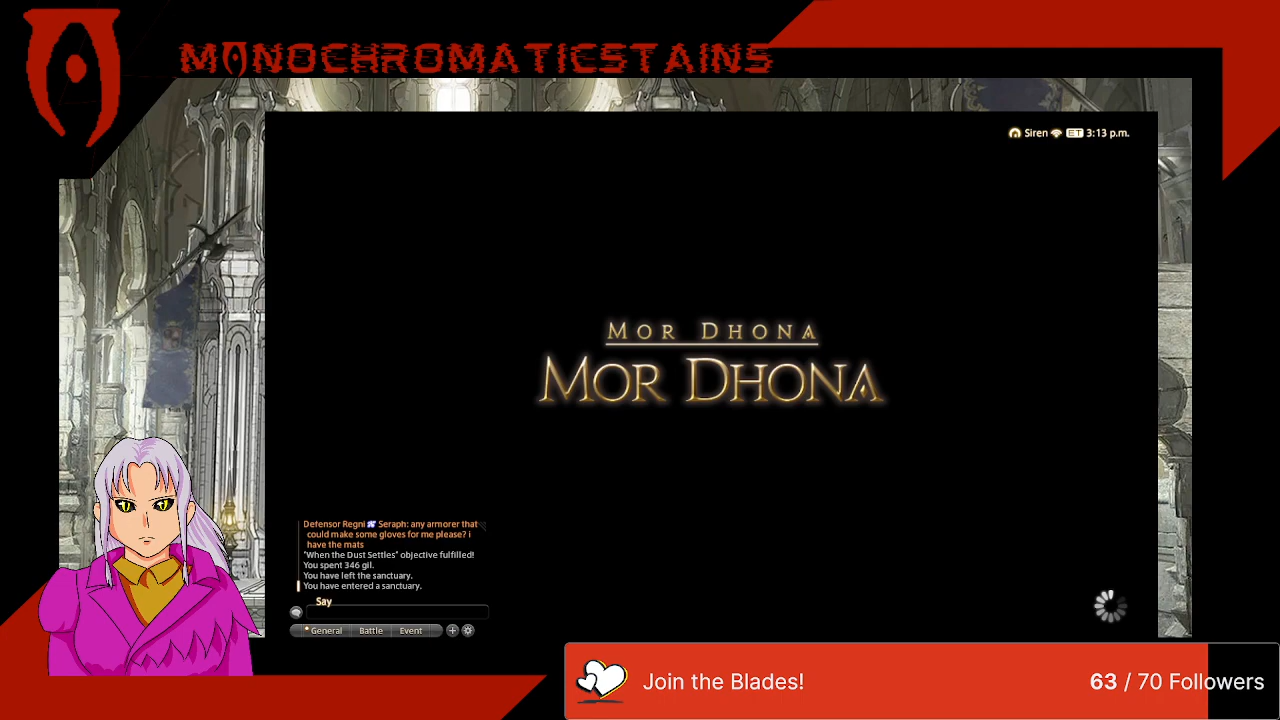 MONOCHROMATICSTAINS
Siren ET 3:13 p.m.
MOR DHONA
MOR DHONA
Defensor Regni Seraph: any armorer that
could make some gloves for me please? i
have the mats
"When the Dust Settles" objective fulfilled!
You spent 346 gil.
You have left the sanctuary.
You have entered a sanctuary.
Say
General Battle Event
Join the Blades! 63 / 70 Followers